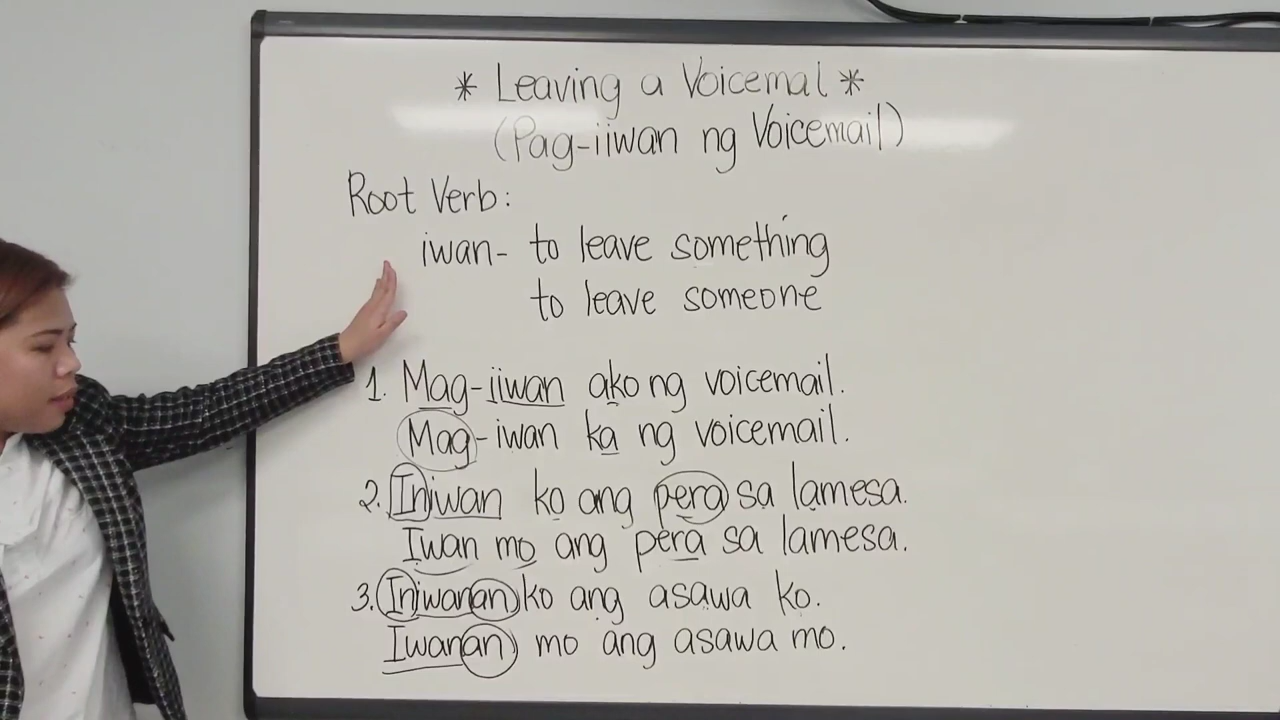 * Leaving a Voicemal *
(Pag-iiwan ng Voicemail)
Root Verb:
iwan- to leave something
to leave someone
1. Mag-iiwan ako ng voicemail.
Mag-iwan ka ng voicemail.
2. Iniwan ko ang pera sa lamesa.
Iwan mo ang pera sa lamesa.
3. Iniwanan ko ang asawa ko.
Iwanan mo ang asawa mo.